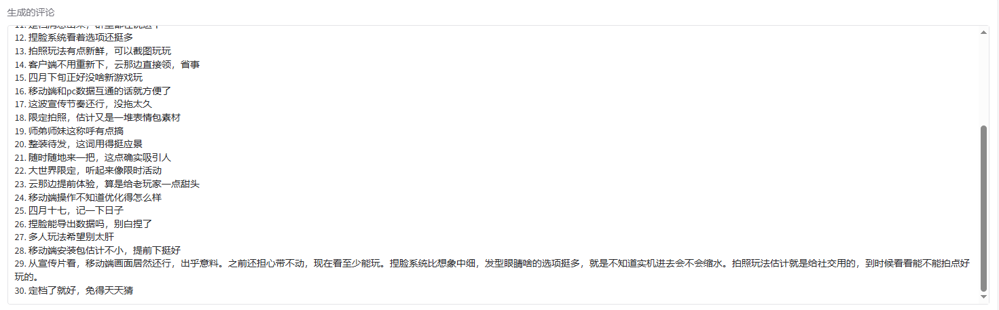 生成的评论
12. 捏脸系统看着选项还挺多
13. 拍照玩法有点新鲜，可以截图玩玩
14. 客户端不用重新下，云那边直接领，省事
15. 四月下旬正好没啥新游戏玩
16. 移动端和pc数据互通的话就方便了
17. 这波宣传节奏还行，没拖太久
18. 限定拍照，估计又是一堆表情包素材
19. 师弟师妹这称呼有点搞
20. 整装待发，这词用得挺应景
21. 随时随地来一把，这点确实吸引人
22. 大世界限定，听起来像限时活动
23. 云那边提前体验，算是给老玩家一点甜头
24. 移动端操作不知道优化得怎么样
25. 四月十七，记一下日子
26. 捏脸能导出数据吗，别白捏了
27. 多人玩法希望别太肝
28. 移动端安装包估计不小，提前下挺好
29. 从宣传片看，移动端画面居然还行，出乎意料。之前还担心带不动，现在看至少能玩。捏脸系统比想象中细，发型眼睛啥的选项挺多，就是不知道实机进去会不会缩水。拍照玩法估计就是给社交用的，到时候看看能不能拍点好
玩的。
30. 定档了就好，免得天天猜